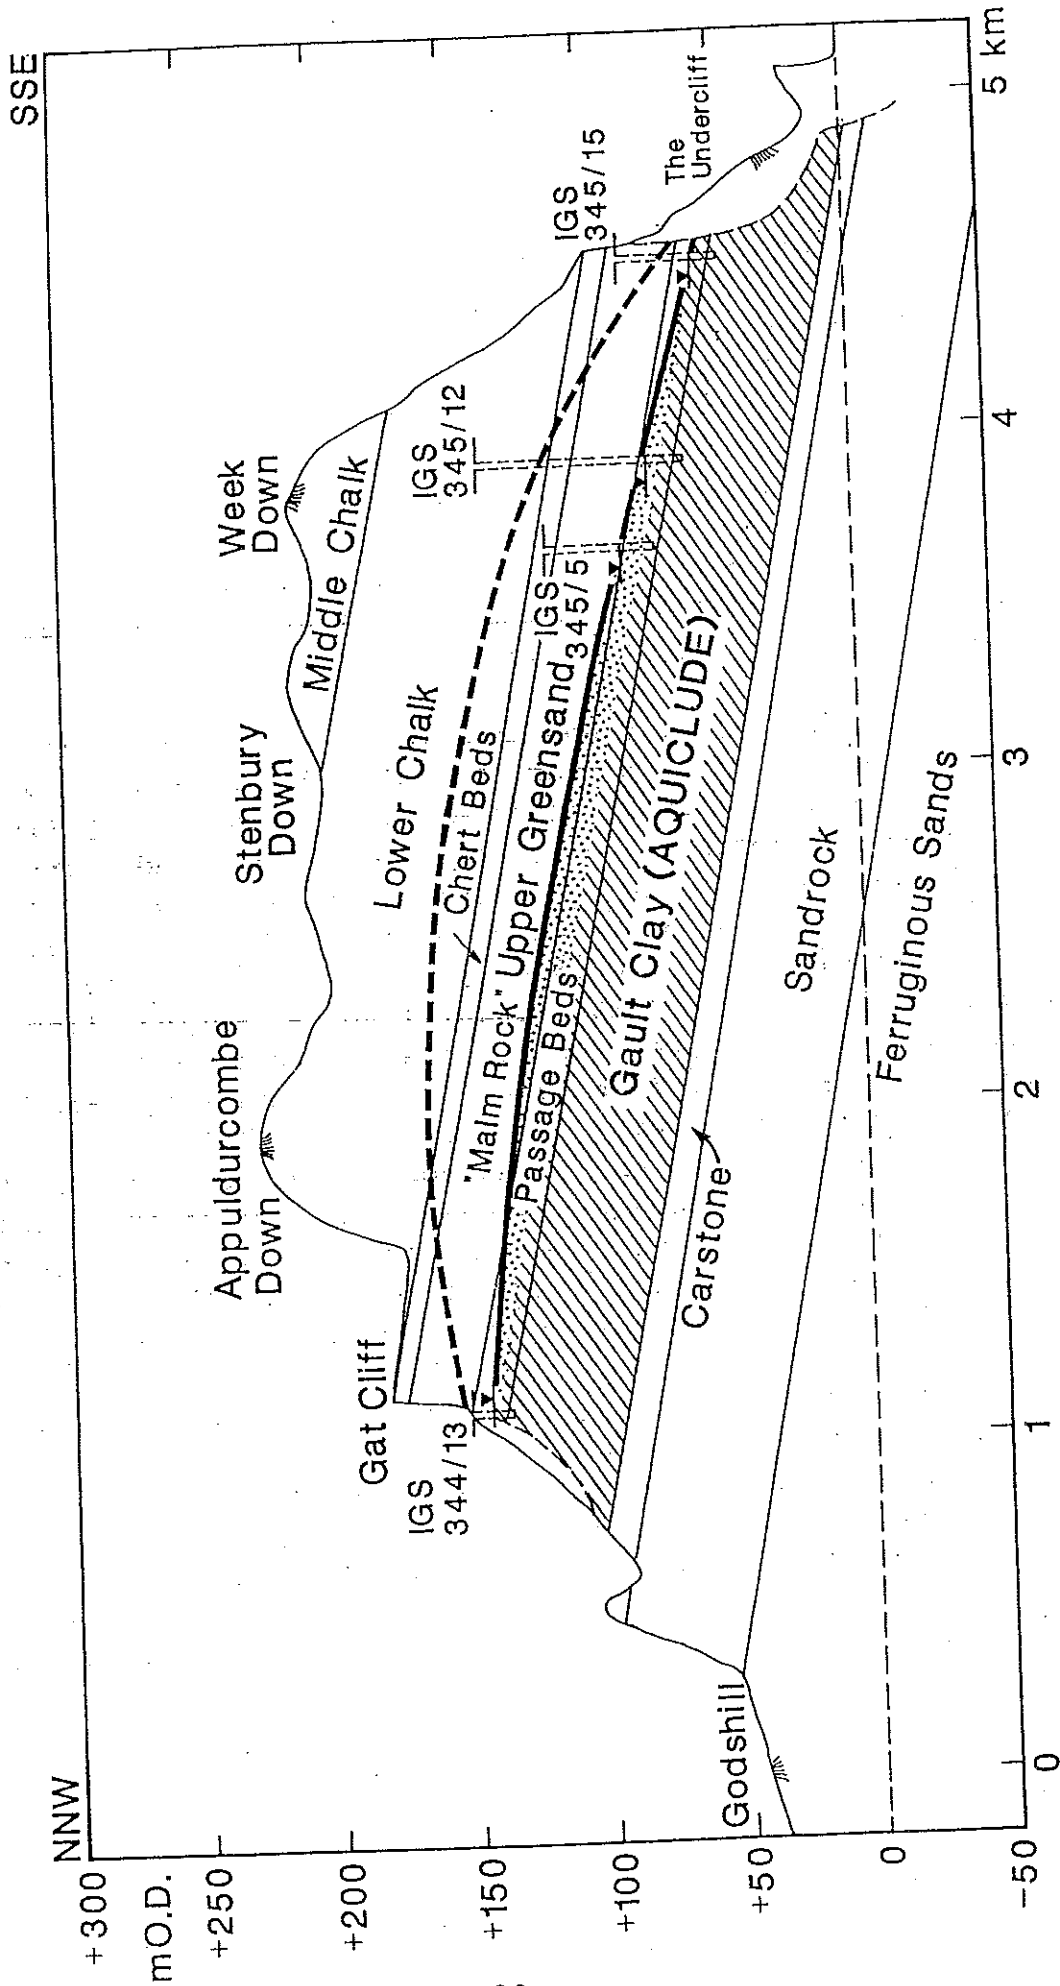 NNW
SSE
+300
mO.D.
+250
+200
+150
+100
+50
0
-50
Appuldurcombe
Down
Stenbury
Down
Week
Down
Gat Cliff
IGS
344/13
Godshill
Middle Chalk
Lower Chalk
Chert Beds
"Malm Rock" Upper Greensand
Passage Beds
Gault Clay (AQUICLUDE)
Carstone
Sandrock
Ferruginous Sands
IGS
345/5
IGS
345/12
IGS
345/15
The
Undercliff
0
1
2
3
4
5 km